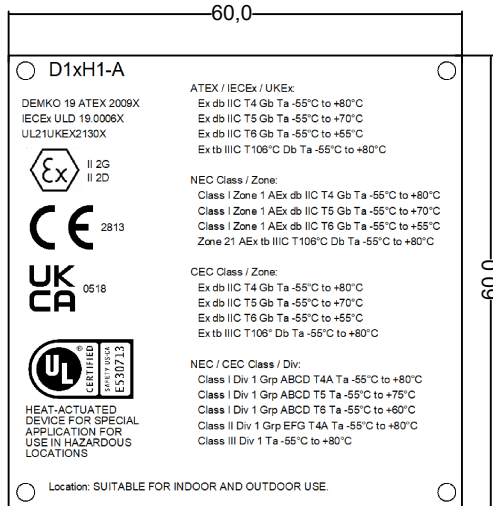 60,0
D1xH1-A
DEMKO 19 ATEX 2009X
IECEx ULD 19.0006X
UL21UKEX2130X
Ex
II 2G
II 2D
CE 2813
UK
CA
0518
UL
CERTIFIED
SAFETY US-CA
E530713
HEAT-ACTUATED
DEVICE FOR SPECIAL
APPLICATION FOR
USE IN HAZARDOUS
LOCATIONS
ATEX / IECEx / UKEx:
Ex db IIC T4 Gb Ta -55°C to +80°C
Ex db IIC T5 Gb Ta -55°C to +70°C
Ex db IIC T6 Gb Ta -55°C to +55°C
Ex tb IIIC T106°C Db Ta -55°C to +80°C
NEC Class / Zone:
Class I Zone 1 AEx db IIC T4 Gb Ta -55°C to +80°C
Class I Zone 1 AEx db IIC T5 Gb Ta -55°C to +70°C
Class I Zone 1 AEx db IIC T6 Gb Ta -55°C to +55°C
Zone 21 AEx tb IIIC T106°C Db Ta -55°C to +80°C
CEC Class / Zone:
Ex db IIC T4 Gb Ta -55°C to +80°C
Ex db IIC T5 Gb Ta -55°C to +70°C
Ex db IIC T6 Gb Ta -55°C to +55°C
Ex tb IIIC T106° Db Ta -55°C to +80°C
NEC / CEC Class / Div:
Class I Div 1 Grp ABCD T4A Ta -55°C to +80°C
Class I Div 1 Grp ABCD T5 Ta -55°C to +75°C
Class I Div 1 Grp ABCD T6 Ta -55°C to +60°C
Class II Div 1 Grp EFG T4A Ta -55°C to +80°C
Class III Div 1 Ta -55°C to +80°C
Location: SUITABLE FOR INDOOR AND OUTDOOR USE.
60,0